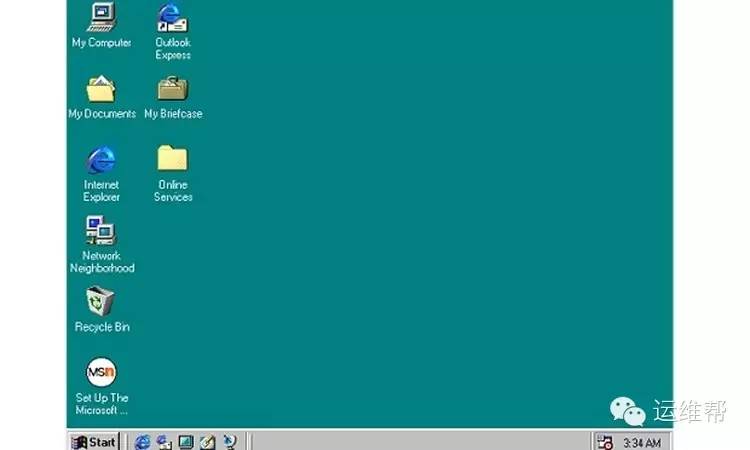 My Computer
Outlook
Express
My Documents
My Briefcase
Internet
Explorer
Online
Services
Network
Neighborhood
Recycle Bin
MSn
Set Up The
Microsoft ...
运维帮
Start
3:34 AM